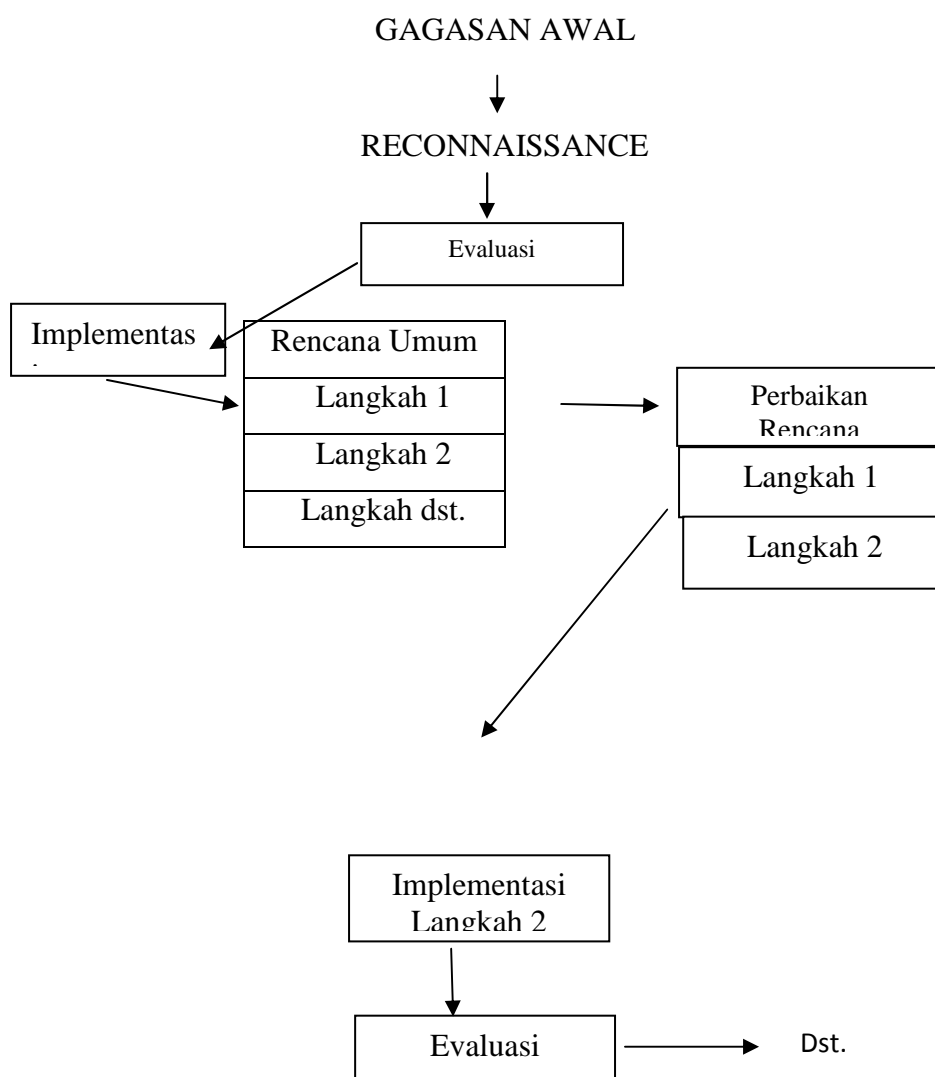 GAGASAN AWAL
RECONNAISSANCE
Evaluasi
Implementas
Rencana Umum
Langkah 1
Langkah 2
Langkah dst.
Perbaikan
Rencana
Langkah 1
Langkah 2
Implementasi
Langkah 2
Evaluasi
Dst.